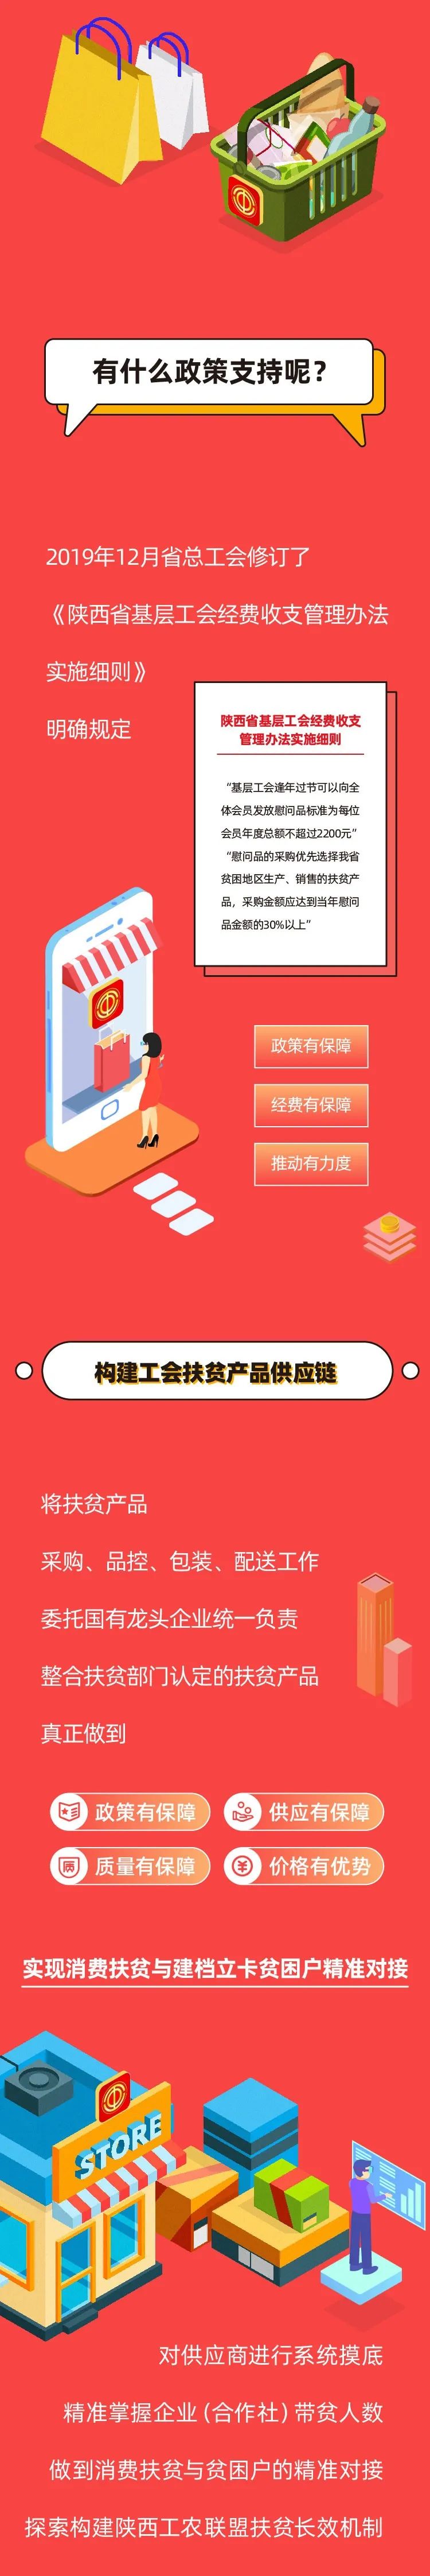 有什么政策支持呢？
2019年12月省总工会修订了
《陕西省基层工会经费收支管理办法
实施细则》
明确规定
陕西省基层工会经费收支
管理办法实施细则
“基层工会逢年过节可以向全
体会员发放慰问品标准为每位
会员年度总额不超过2200元”
“慰问品的采购优先选择我省
贫困地区生产、销售的扶贫产
品，采购金额应达到当年慰问
品金额的30%以上”
政策有保障
经费有保障
推动有力度
构建工会扶贫产品供应链
将扶贫产品
采购、品控、包装、配送工作
委托国有龙头企业统一负责
整合扶贫部门认定的扶贫产品
真正做到
政策有保障
供应有保障
质量有保障
价格有优势
实现消费扶贫与建档立卡贫困户精准对接
STORE
对供应商进行系统摸底
精准掌握企业(合作社)带贫人数
做到消费扶贫与贫困户的精准对接
探索构建陕西工农联盟扶贫长效机制